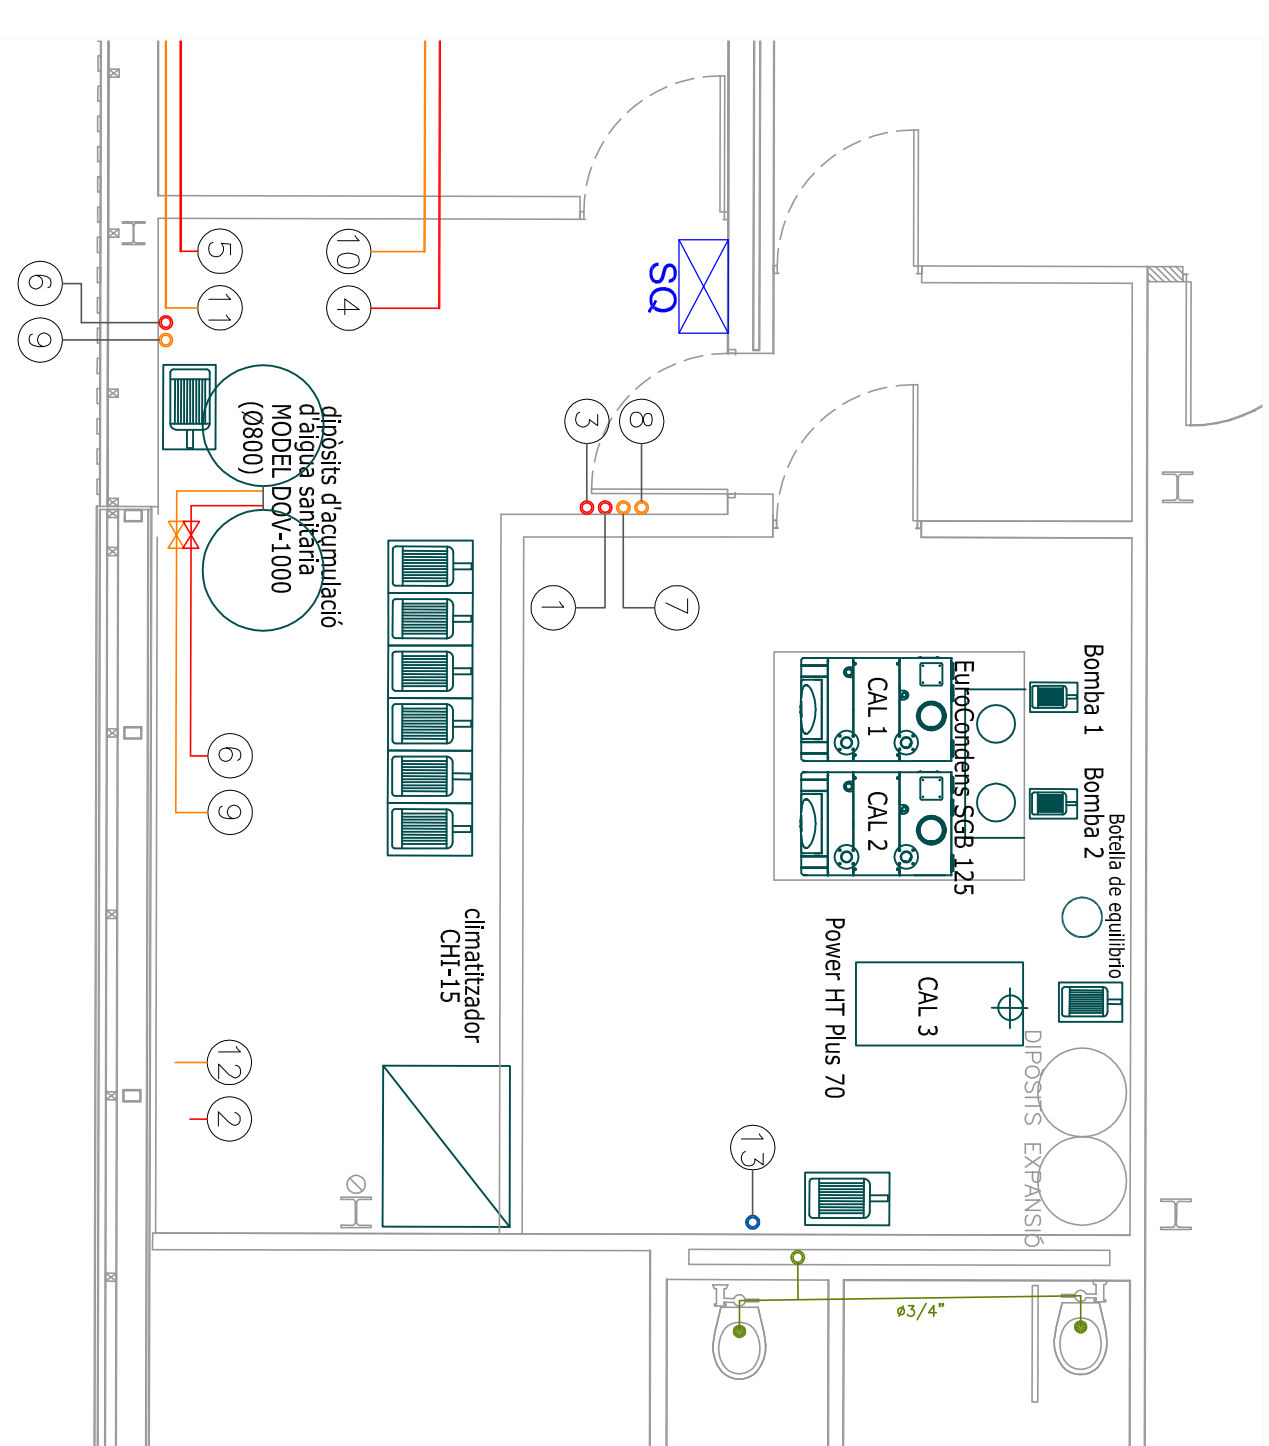 5
11
10
4
6
9
SQ
3
8
1
7
dipòsits d'acumulació
d'aigua sanitària
MODEL DOV-1000
(Ø800)
6
9
12
2
climatitzador
CHI-15
EuroCondens SGB 125
CAL 1
CAL 2
Bomba 1
Bomba 2
Botella de equilibrio
CAL 3
Power HT Plus 70
DIPÒSITS EXPANSIÓ
13
ø3/4"